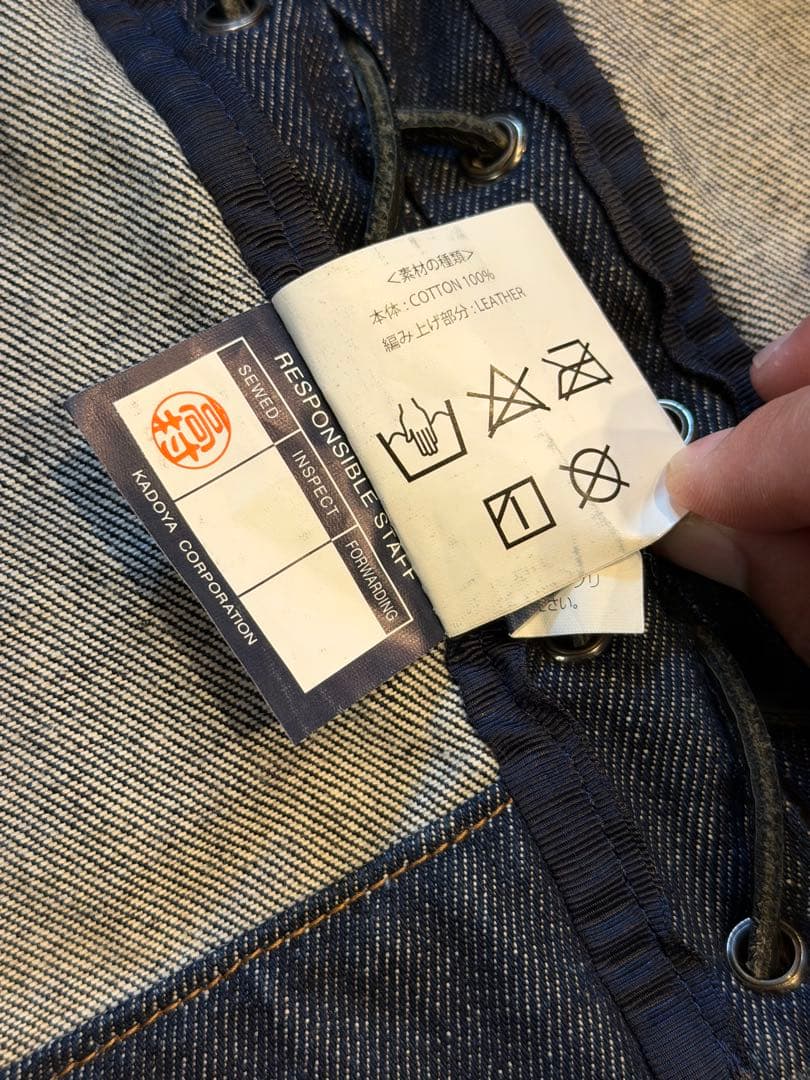 <素材の種類>
本体 : COTTON 100%
編み上げ部分 : LEATHER
RESPONSIBLE STAFF
SEWED
INSPECT
FORWARDING
KADOYA CORPORATION
ださい。